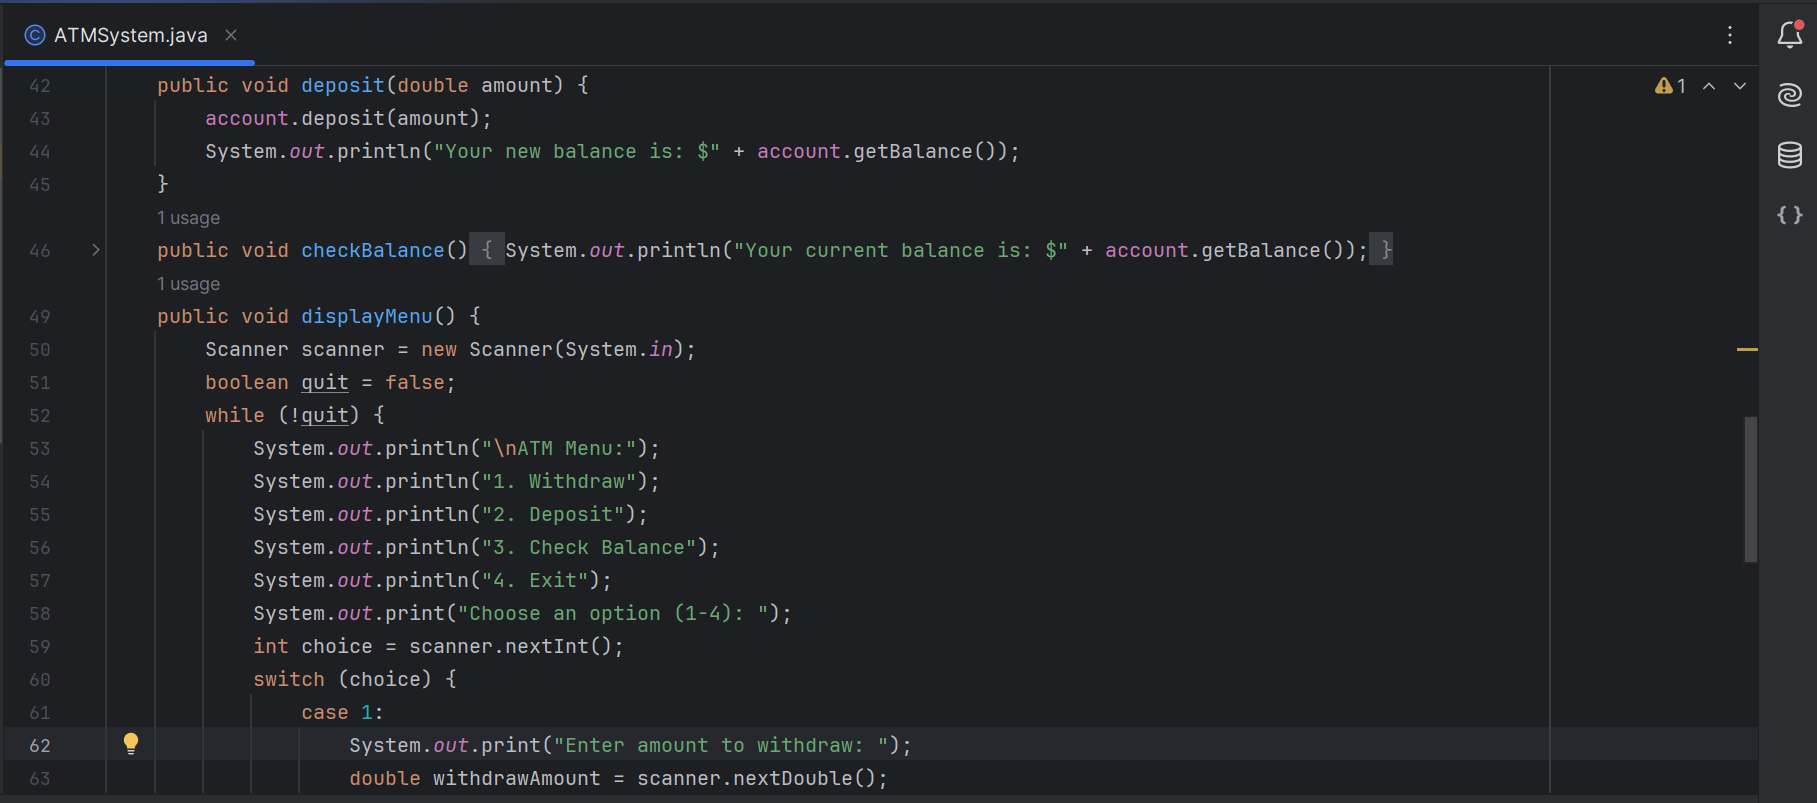 ATMSystem.java
42 public void deposit(double amount) {
1
43 account.deposit(amount);
44 System.out.println("Your new balance is: $" + account.getBalance());
45 }
1 usage
46 public void checkBalance() { System.out.println("Your current balance is: $" + account.getBalance()); }
1 usage
49 public void displayMenu() {
50 Scanner scanner = new Scanner(System.in);
51 boolean quit = false;
52 while (!quit) {
53 System.out.println("\nATM Menu:");
54 System.out.println("1. Withdraw");
55 System.out.println("2. Deposit");
56 System.out.println("3. Check Balance");
57 System.out.println("4. Exit");
58 System.out.print("Choose an option (1-4): ");
59 int choice = scanner.nextInt();
60 switch (choice) {
61 case 1:
62 System.out.print("Enter amount to withdraw: ");
63 double withdrawAmount = scanner.nextDouble();